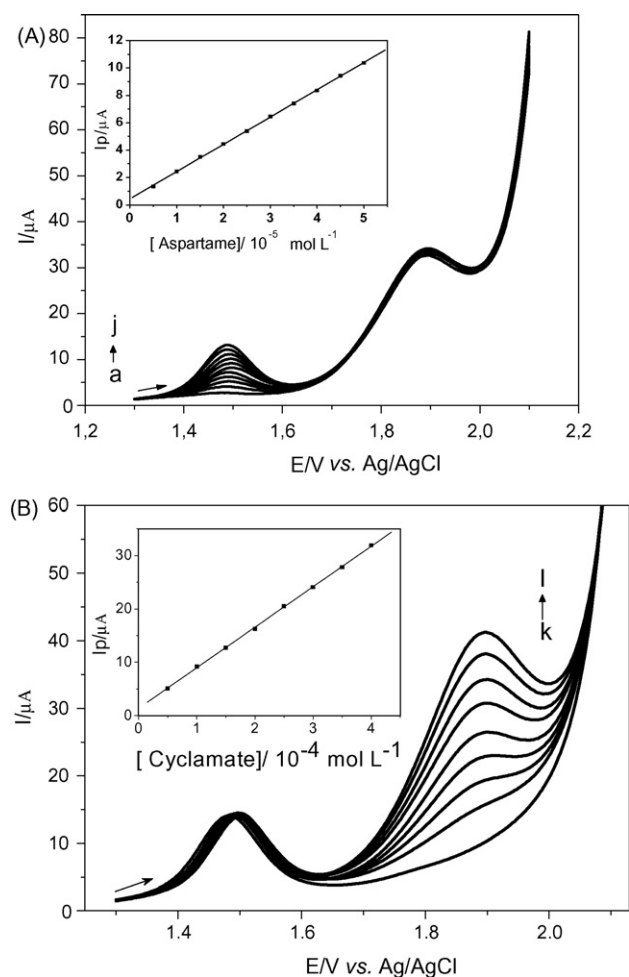 (A)
80
70
60
50
40
30
20
10
0
I/μA
12
10
8
6
4
2
0
Ip/μA
0 1 2 3 4 5
[ Aspartame]/ 10-5 mol L-1
j
a
1,2 1,4 1,6 1,8 2,0 2,2
E/V vs. Ag/AgCl
(B)
60
50
40
30
20
10
0
I/μA
30
20
10
0
Ip/μA
0 1 2 3 4
[ Cyclamate]/ 10-4 mol L-1
l
k
1.4 1.6 1.8 2.0
E/V vs. Ag/AgCl